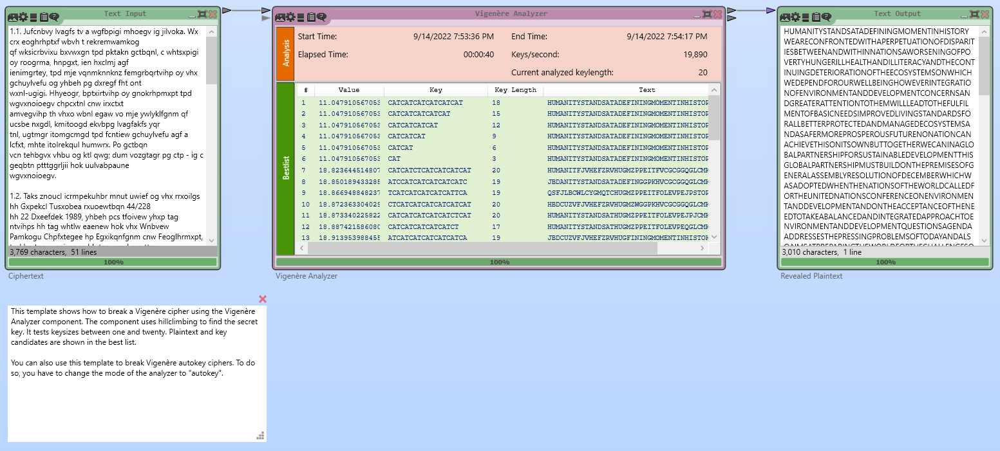 Text Input
1.1. Jufcnbvy lvagfs tv a wgfbpigi mhoegv ig jilvoka. Wx
crx eoghrhptxf wbvh t rekremwamkog
qf wksicrbvixu bxvwxgn tpd pktakn gctbqnl, c whtsxpigi
oy roogrma, hnpgxt, ien hxclmj agf
ienimgrtey, tpd mje vqnmknnknz femgrbqrtvihp oy vhx
gchuylvefu og yhbeh pg dxregf fht ont
wxnl-ugigi. Hhyeogr, bptxirtvihp oy gnokrhpmxpt tpd
wgvxnoioegv chpcxtnl cnw irxctxt
amvegvihp th vhxo wbnl egaw vo mje ywlyklfgnm qf
ucsbe nxgdl, kmitoogd ekvbpg lvagfakfs yqr
tnl, ugtmgr itomgcmgd tpd fcntiew gchuylvefu agf a
lcfxt, mhte itolrekqul humwrx. Po gctbqn
vcn tehbgvx vhbu og ktl qwg; dum vozgtagr pg ctp - ig c
geqbtn ptttggrljii hok uulvabpaune
wgvxnoioegv.
1.2. Taks znoucl icrmpekuhbr mnut uwief og vhx rrxoilgs
hh Gxpekcl Tusxobea rxuoewtbqn 44/228
hh 22 Dxeefdek 1989, yhbeh pcs tfoivew yhxp tag
ntvihps hh tag whtlw eaenew hok vhx Wnbvew
Pamkogu Chpfxtegee hp Egxikqnfgnm cnw Feoglhrmxpt,
3,769 characters, 51 lines
100%
Ciphertext
Vigenère Analyzer
Analysis
Start Time: 9/14/2022 7:53:36 PM End Time: 9/14/2022 7:54:17 PM
Elapsed Time: 00:00:40 Keys/second: 19,890
Current analyzed keylength: 20
Bestlist
# Value Key Key Length Text
1 11.047910567053 CATCATCATCATCATCAT 18 HUMANITYSTANDSATADEFININGMOMENTINHISTOR
2 11.047910567053 CATCATCATCATCAT 15 HUMANITYSTANDSATADEFININGMOMENTINHISTOR
3 11.047910567053 CATCATCATCAT 12 HUMANITYSTANDSATADEFININGMOMENTINHISTOR
4 11.047910567053 CATCATCAT 9 HUMANITYSTANDSATADEFININGMOMENTINHISTOR
5 11.047910567053 CATCAT 6 HUMANITYSTANDSATADEFININGMOMENTINHISTOR
6 11.047910567053 CAT 3 HUMANITYSTANDSATADEFININGMOMENTINHISTOR
7 18.823644514807 CATCATCTCATCATCATCAT 20 HUMANITFJVHEFZRVHUGMZPPEITFVCGCGGQGLCMK
8 18.850189433285 ATCCATCATCATCATCATC 19 JBDANITYSTANDSATADEFINGGPKHVCGCGGQGLCMK
9 18.866948848237 TCATCATCATCATCATTCA 19 QSFJLBCWLCYGMQTCHUGMZPPEITFOLEVPEJPSTOP
10 18.872363304025 CTCATCATCATCATCATCAT 20 HBDCUZVFJVHEFZRVHUGMZWGGPKHVCGCGGQGLCMK
11 18.873340225822 CATCATCATCATCATCTCAT 20 HUMANITYSTANDSATHUGMZPPEITFOLEVPEJPJCMK
12 18.887421586080 CATCATCATCATCATCT 17 HUMANITYSTANDSATHUGMZPPEITFOLEVPEQGLCMK
13 18.913953988455 ATCATCATCATCATCATCA 19 JBDCUZVFJVHEFZRVHUGFININGMOMENTINHISTOP
100%
Vigenère Analyzer
Text Output
HUMANITYSTANDSATADEFININGMOMENTINHISTORY
WEARECONFRONTEDWITHAPERPETUATIONOFDISPARIT
IESBETWEENANDWITHINNATIONSAWORSENINGOFPO
VERTYHUNGERILLHEALTHANDILLITERACYANDTHECONT
INUINGDETERIORATIONOFTHEECOSYSTEMSONWHICH
WEDEPENDFOROURWELLBEINGHOWEVERINTEGRATIO
NOFENVIRONMENTANDDEVELOPMENTCONCERNSAN
DGREATERATTENTIONTOTHEMWILLLEADTOTHEFULFIL
MENTOFBASICNEEDSIMPROVEDLIVINGSTANDARDSFO
RALLBETTERPROTECTEDANDMANAGEDECOSYSTEMSA
NDASAFERMOREPROSPEROUSFUTURENONATIONCAN
ACHIEVETHISONITSOWNBUTTOGETHERWECANINAGLO
BALPARTNERSHIPFORSUSTAINABLEDEVELOPMENTTHIS
GLOBALPARTNERSHIPMUSTBUILDONTHEPREMISESOFG
ENERALASSEMBLYRESOLUTIONOFDECEMBERWHICHW
ASADOPTEDWHENTHENATIONSOFTHEWORLDCALLEDF
ORTHEUNITEDNATIONSCONFERENCEONENVIRONMEN
TANDDEVELOPMENTANDONTHEACCEPTANCEOFTHENE
EDTOTAKEABALANCEDANDINTEGRATEDAPPROACHTOE
NVIRONMENTANDDEVELOPMENTQUESTIONSAGENDA
ADDRESSESTHEPRESSINGPROBLEMSOFTODAYANDALS
OAIMSATPREPARINGTHEWORLDFORTHECHALLENGESO
3,010 characters, 1 line
100%
Revealed Plaintext
This template shows how to break a Vigenère cipher using the Vigenère
Analyzer component. The component uses hillclimbing to find the secret
key. It tests keysizes between one and twenty. Plaintext and key
candidates are shown in the best list.
You can also use this template to break Vigenère autokey ciphers. To do
so, you have to change the mode of the analyzer to "autokey".